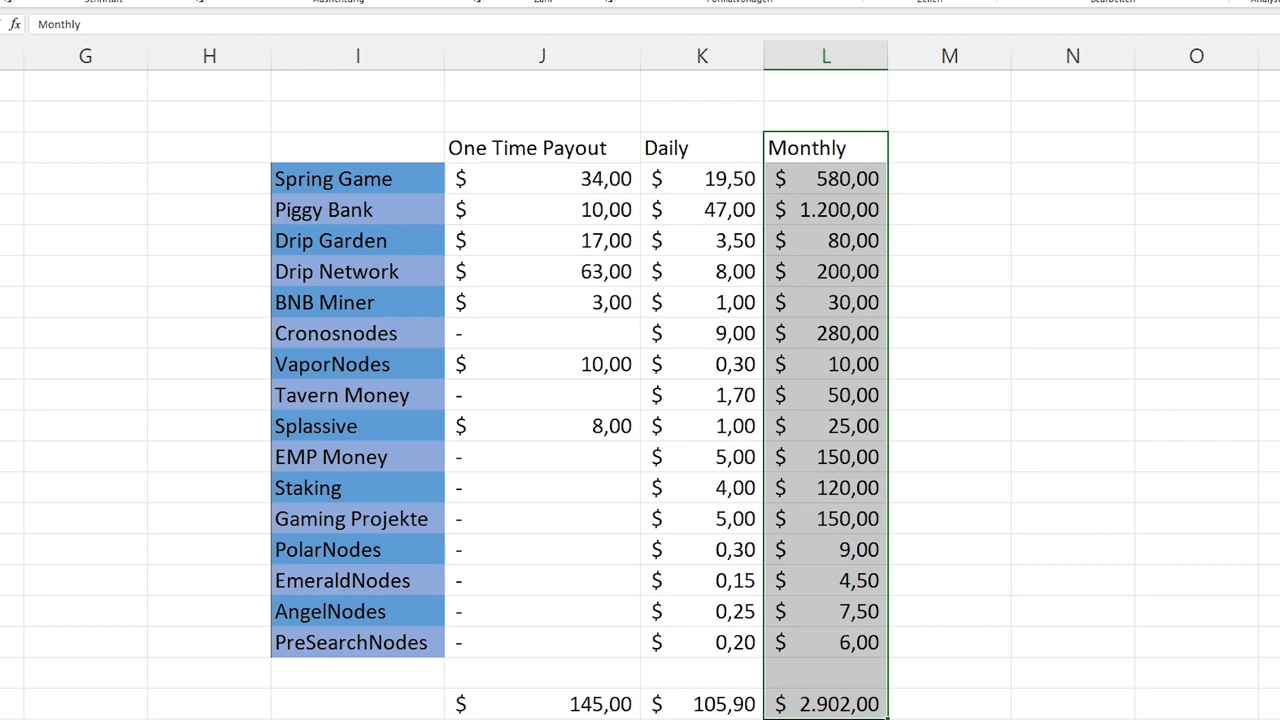 fx Monthly
G H I J K L M N O
One Time Payout Daily Monthly
Spring Game $ 34,00 $ 19,50 $ 580,00
Piggy Bank $ 10,00 $ 47,00 $ 1.200,00
Drip Garden $ 17,00 $ 3,50 $ 80,00
Drip Network $ 63,00 $ 8,00 $ 200,00
BNB Miner $ 3,00 $ 1,00 $ 30,00
Cronosnodes - $ 9,00 $ 280,00
VaporNodes $ 10,00 $ 0,30 $ 10,00
Tavern Money - $ 1,70 $ 50,00
Splassive $ 8,00 $ 1,00 $ 25,00
EMP Money - $ 5,00 $ 150,00
Staking - $ 4,00 $ 120,00
Gaming Projekte - $ 5,00 $ 150,00
PolarNodes - $ 0,30 $ 9,00
EmeraldNodes - $ 0,15 $ 4,50
AngelNodes - $ 0,25 $ 7,50
PreSearchNodes - $ 0,20 $ 6,00
$ 145,00 $ 105,90 $ 2.902,00